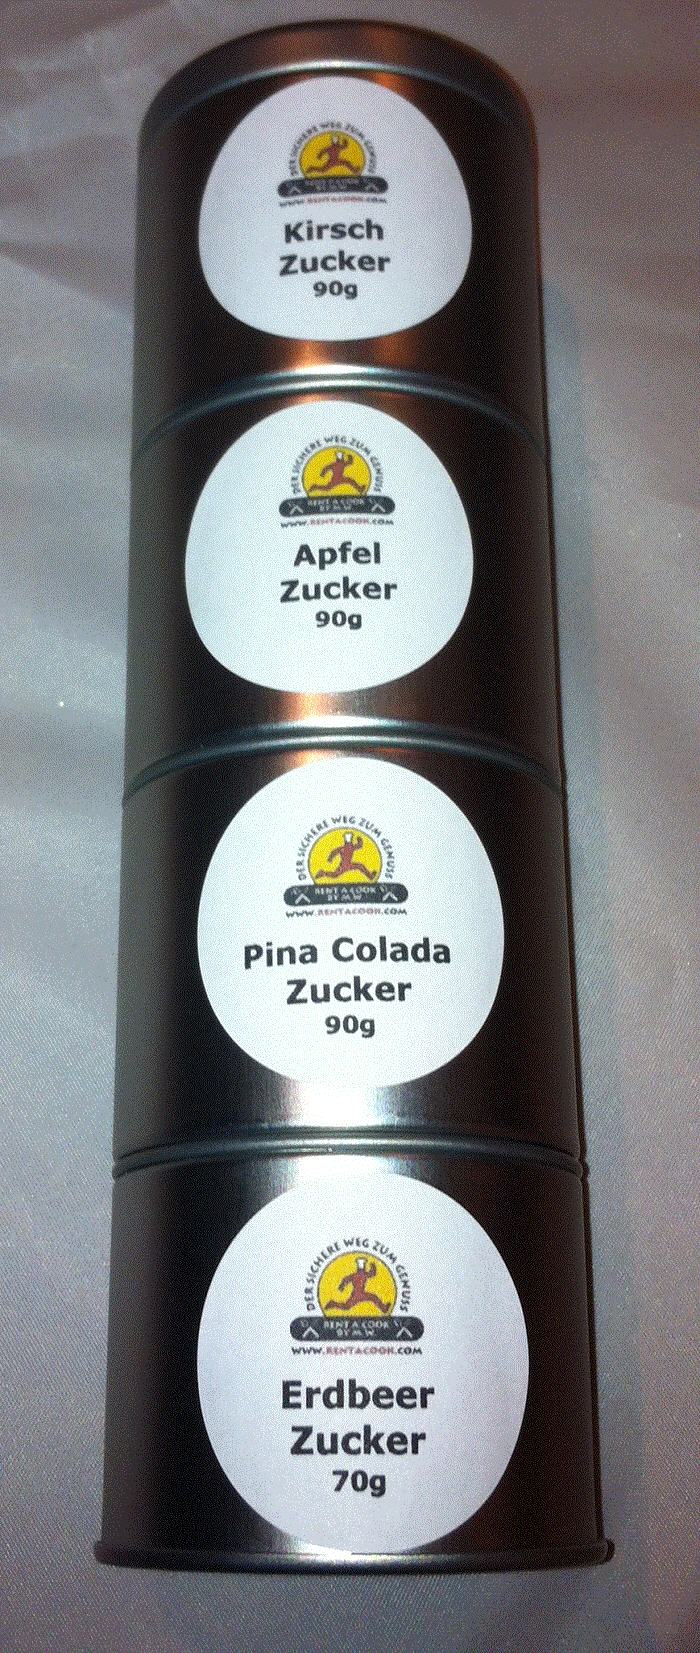 DER SICHERE WEG ZUM GENUSS
RENT A COOK
BY M.W.
WWW.RENTACOOK.COM
Kirsch
Zucker
90g
DER SICHERE WEG ZUM GENUSS
RENT A COOK
BY M.W.
WWW.RENTACOOK.COM
Apfel
Zucker
90g
DER SICHERE WEG ZUM GENUSS
RENT A COOK
BY M.W.
WWW.RENTACOOK.COM
Pina Colada
Zucker
90g
DER SICHERE WEG ZUM GENUSS
RENT A COOK
BY M.W.
WWW.RENTACOOK.COM
Erdbeer
Zucker
70g